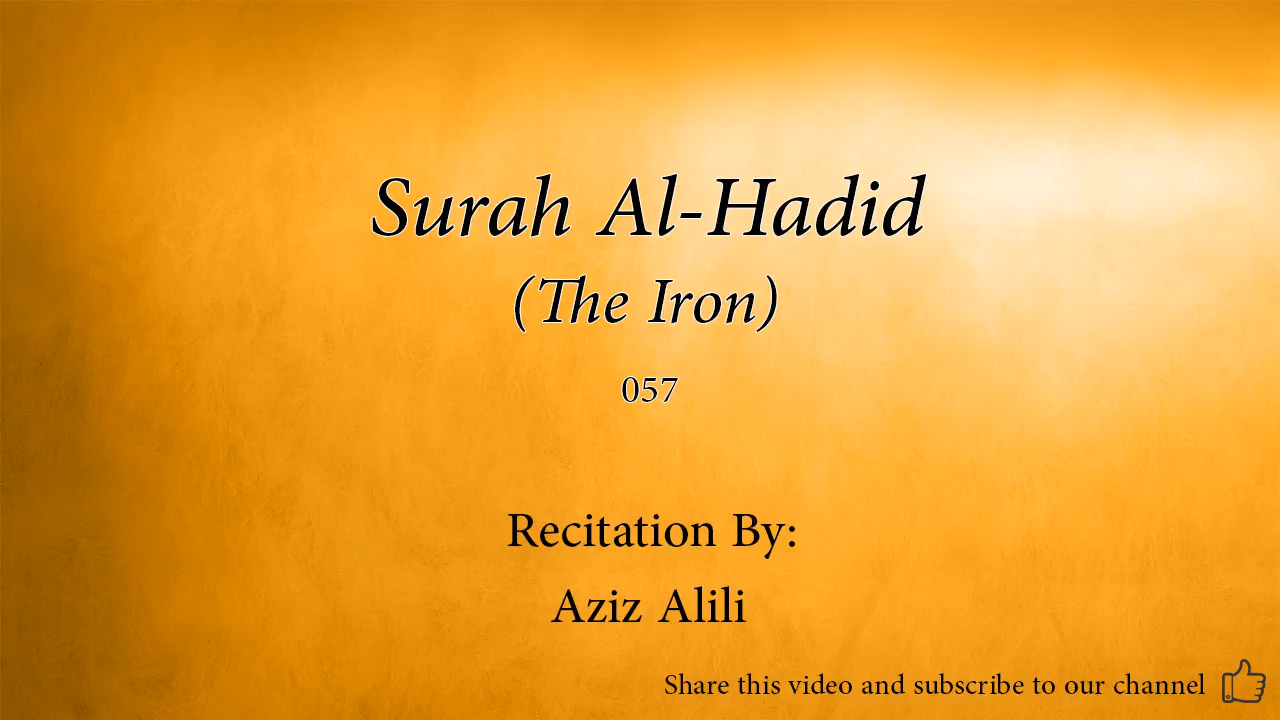 Surah Al-Hadid
(The Iron)
057
Recitation By:
Aziz Alili
Share this video and subscribe to our channel